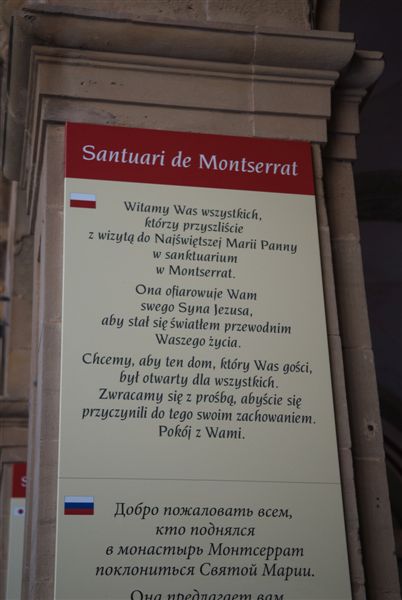 Santuari de Montserrat
Witamy Was wszystkich,
którzy przyszliście
z wizytą do Najświętszej Marii Panny
w sanktuarium
w Montserrat.
Ona ofiarowuje Wam
swego Syna Jezusa,
aby stał się światłem przewodnim
Waszego życia.
Chcemy, aby ten dom, który Was gości,
był otwarty dla wszystkich.
Zwracamy się z prośbą, abyście się
przyczynili do tego swoim zachowaniem.
Pokój z Wami.
Добро пожаловать всем,
кто поднялся
в монастырь Монтсеррат
поклониться Святой Марии.
Она предлагает вам